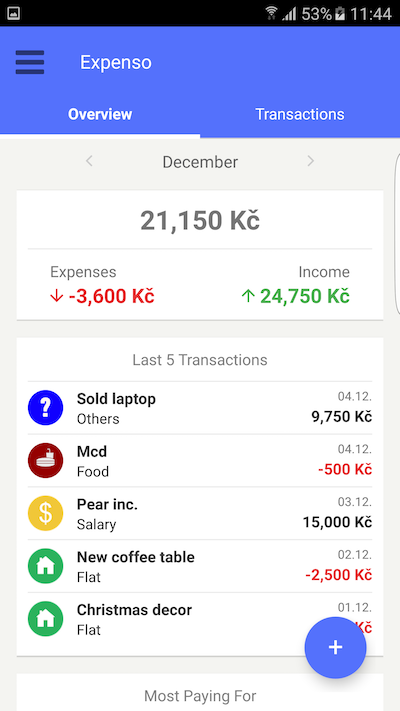 53% 11:44
Expenso
Overview Transactions
December
21,150 Kč
Expenses Income
-3,600 Kč 24,750 Kč
Last 5 Transactions
Sold laptop 04.12.
Others 9,750 Kč
Mcd 04.12.
Food -500 Kč
$ Pear inc. 03.12.
Salary 15,000 Kč
New coffee table 02.12.
Flat -2,500 Kč
Christmas decor 01.12.
Flat Kč
Most Paying For